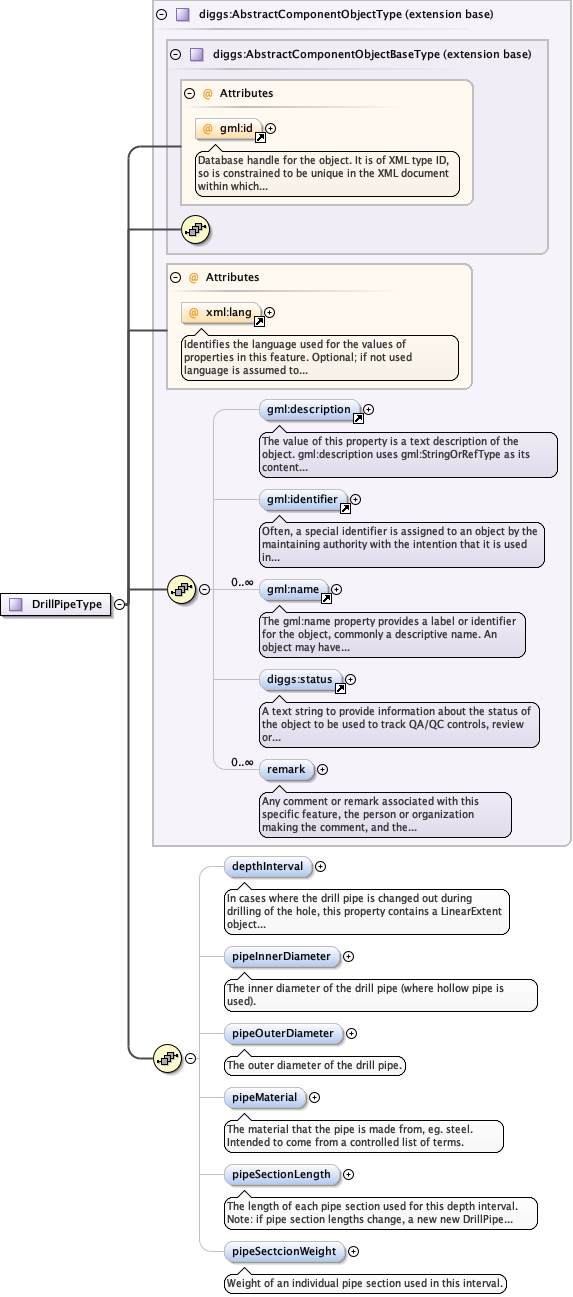 diggs:AbstractComponentObjectType (extension base)
diggs:AbstractComponentObjectBaseType (extension base)
@ Attributes
@ gml:id
Database handle for the object. It is of XML type ID,
so is constrained to be unique in the XML document
within which...
@ Attributes
@ xml:lang
Identifies the language used for the values of
properties in this feature. Optional; if not used
language is assumed to...
gml:description
The value of this property is a text description of the
object. gml:description uses gml:StringOrRefType as its
content...
gml:identifier
Often, a special identifier is assigned to an object by the
maintaining authority with the intention that it is used
in...
0..∞
gml:name
The gml:name property provides a label or identifier
for the object, commonly a descriptive name. An
object may have...
DrillPipeType
diggs:status
A text string to provide information about the status of
the object to be used to track QA/QC controls, review
or...
0..∞
remark
Any comment or remark associated with this
specific feature, the person or organization
making the comment, and the...
depthInterval
In cases where the drill pipe is changed out during
drilling of the hole, this property contains a LinearExtent
object...
pipeInnerDiameter
The inner diameter of the drill pipe (where hollow pipe is
used).
pipeOuterDiameter
The outer diameter of the drill pipe.
pipeMaterial
The material that the pipe is made from, eg. steel.
Intended to come from a controlled list of terms.
pipeSectionLength
The length of each pipe section used for this depth interval.
Note: if pipe section lengths change, a new new DrillPipe...
pipeSectcionWeight
Weight of an individual pipe section used in this interval.